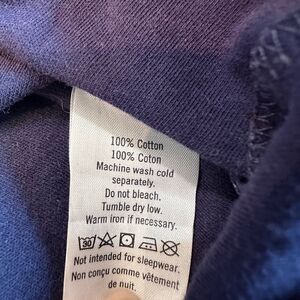 100% Cotton
100% Coton
Machine wash cold
separately.
Do not bleach.
Tumble dry low.
Warm iron if necessary.
30
Not intended for sleepwear.
Non conçu comme vêtement
de nuit.